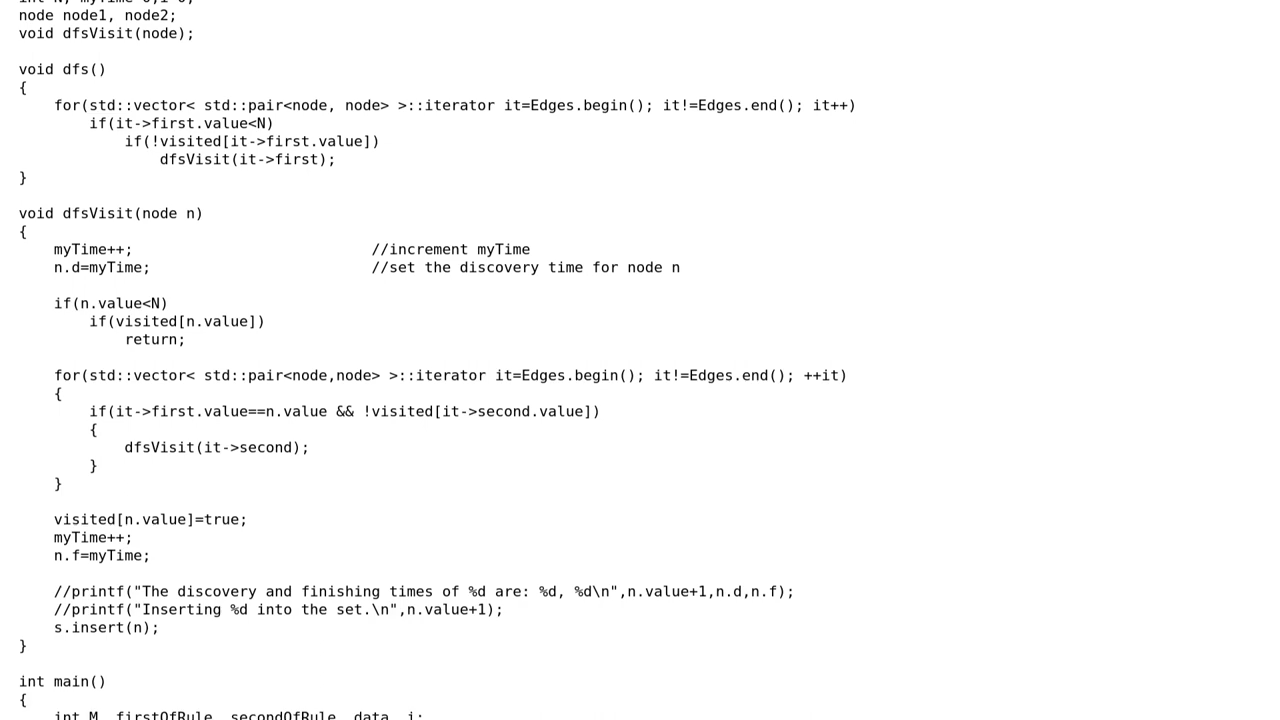 node node1, node2;
void dfsVisit(node);

void dfs()
{
    for(std::vector< std::pair<node, node> >::iterator it=Edges.begin(); it!=Edges.end(); it++)
        if(it->first.value<N)
            if(!visited[it->first.value])
                dfsVisit(it->first);
}

void dfsVisit(node n)
{
    myTime++;                           //increment myTime
    n.d=myTime;                         //set the discovery time for node n

    if(n.value<N)
        if(visited[n.value])
            return;

    for(std::vector< std::pair<node,node> >::iterator it=Edges.begin(); it!=Edges.end(); ++it)
    {
        if(it->first.value==n.value && !visited[it->second.value])
        {
            dfsVisit(it->second);
        }
    }

    visited[n.value]=true;
    myTime++;
    n.f=myTime;

    //printf("The discovery and finishing times of %d are: %d, %d\n",n.value+1,n.d,n.f);
    //printf("Inserting %d into the set.\n",n.value+1);
    s.insert(n);
}

int main()
{
    int M, firstOfRule, secondOfRule, data, i;